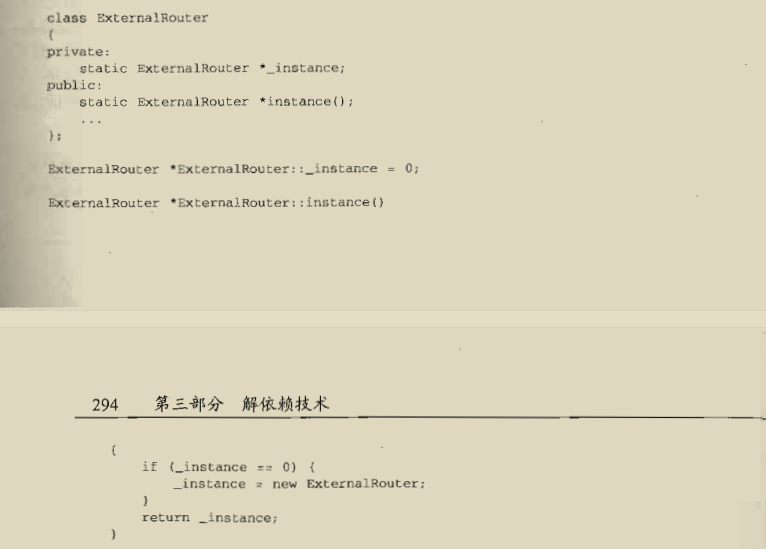 class ExternalRouter
{
private:
    static ExternalRouter *_instance;
public:
    static ExternalRouter *instance();
    ...
};
ExternalRouter *ExternalRouter::_instance = 0;
ExternalRouter *ExternalRouter::instance()
294 第三部分 解依赖技术
{
    if (_instance == 0) {
        _instance = new ExternalRouter;
    }
    return _instance;
}